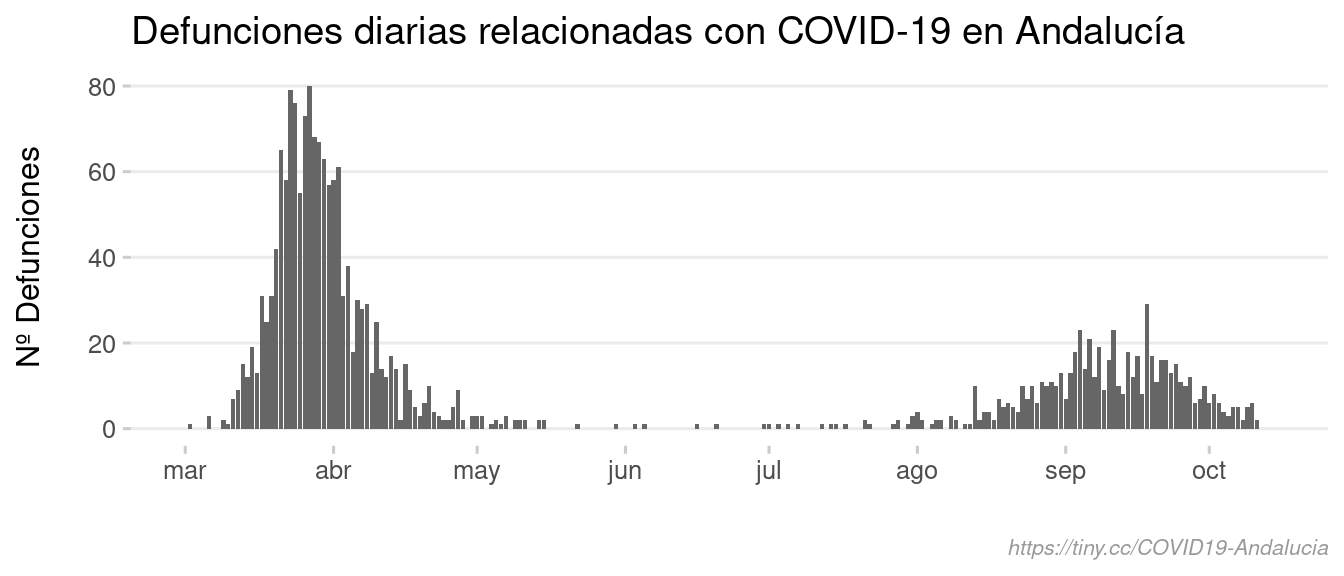 Defunciones diarias relacionadas con COVID-19 en Andalucía
Nº Defunciones
80
60
40
20
0
mar abr may jun jul ago sep oct
https://tiny.cc/COVID19-Andalucia